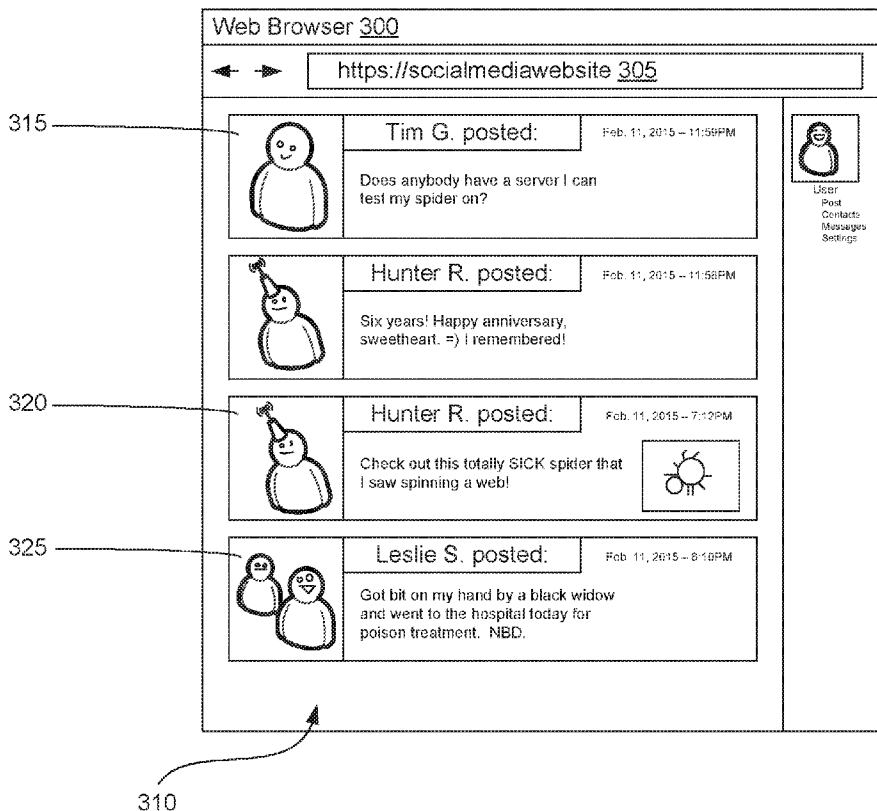 Web Browser 300
https://socialmediawebsite 305
315
Tim G. posted:
Feb. 11, 2015 – 11:59PM
Does anybody have a server I can
test my spider on?
User
Post
Contacts
Messages
Settings
Hunter R. posted:
Feb. 11, 2015 – 11:58PM
Six years! Happy anniversary,
sweetheart. =) I remembered!
320
Hunter R. posted:
Feb. 11, 2015 – 7:12PM
Check out this totally SICK spider that
I saw spinning a web!
325
Leslie S. posted:
Feb. 11, 2015 –
Got bit on my hand by a black widow
and went to the hospital today for
poison treatment. NBD.
310